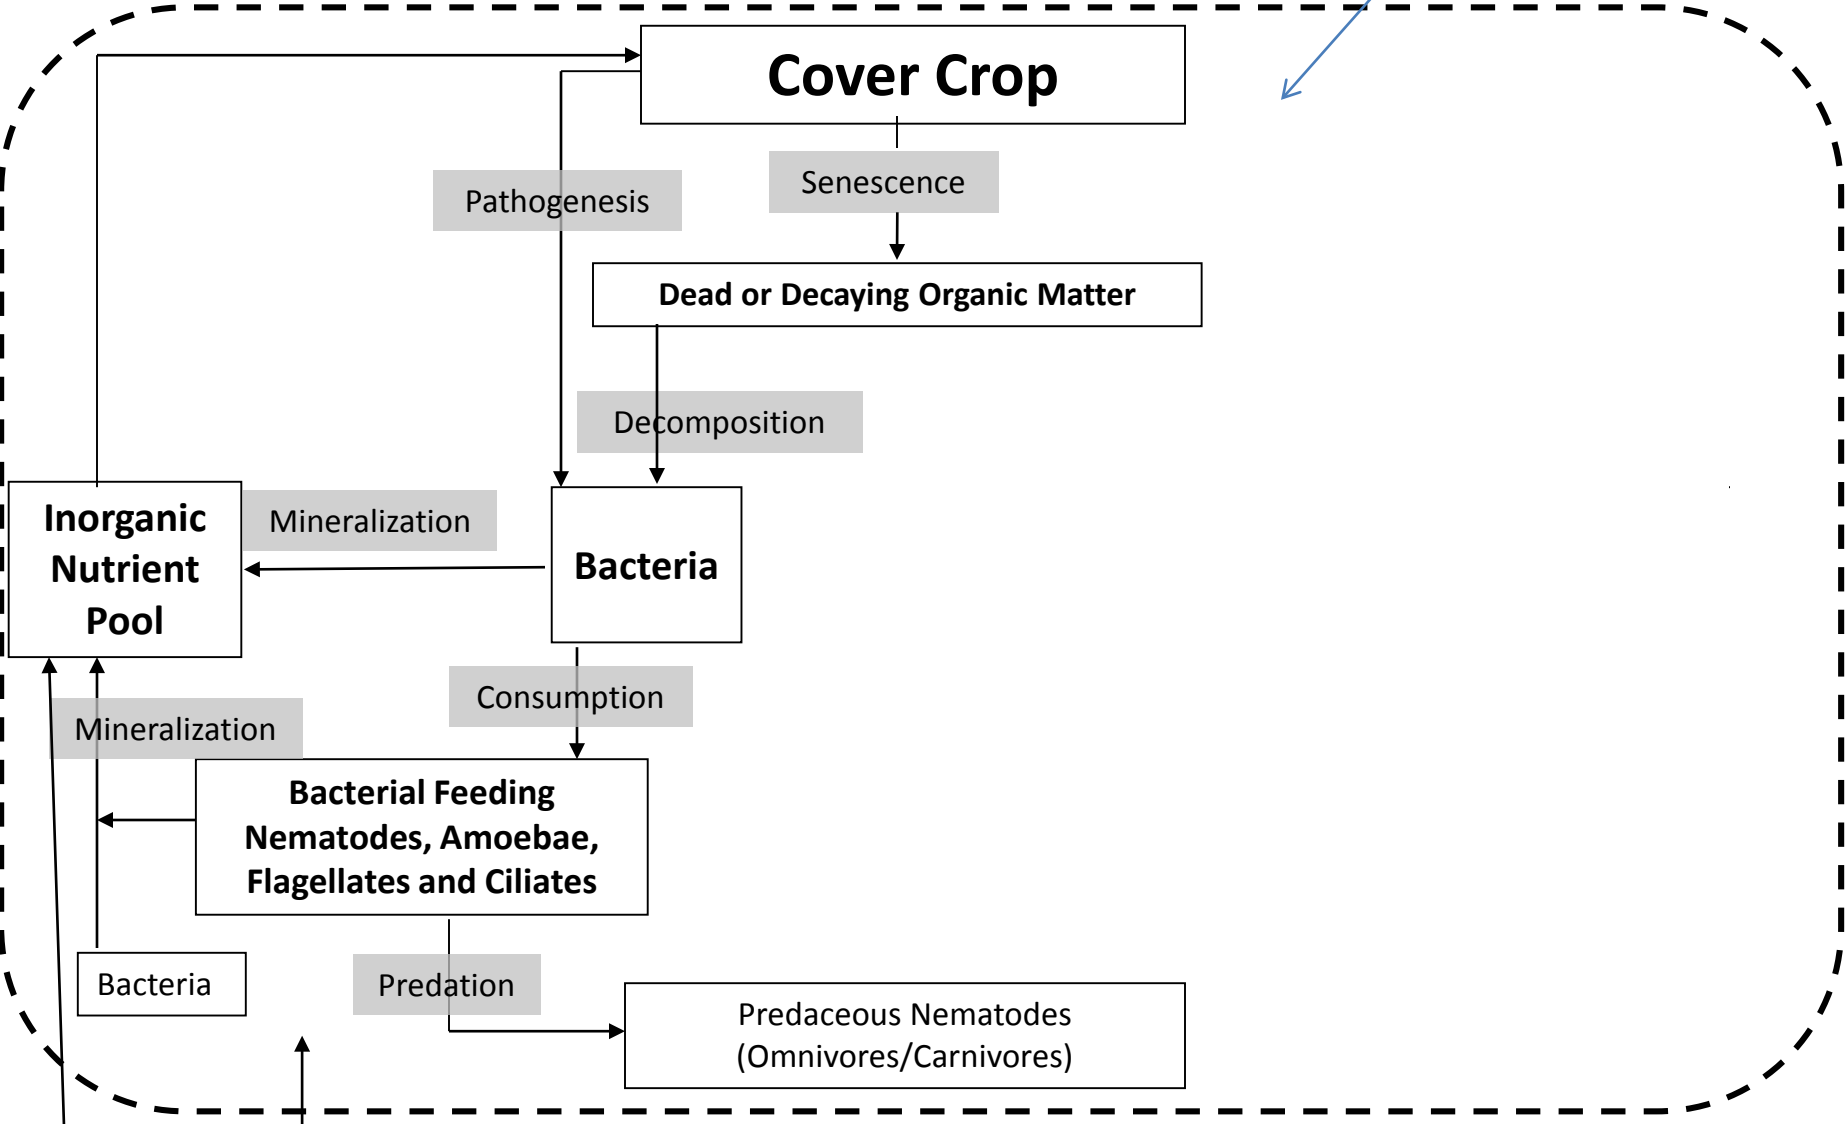 Cover Crop
Senescence
Pathogenesis
Dead or Decaying Organic Matter
Decomposition
Inorganic
Nutrient
Pool
Mineralization
Bacteria
Consumption
Mineralization
Bacterial Feeding
Nematodes, Amoebae,
Flagellates and Ciliates
Bacteria
Predation
Predaceous Nematodes
(Omnivores/Carnivores)